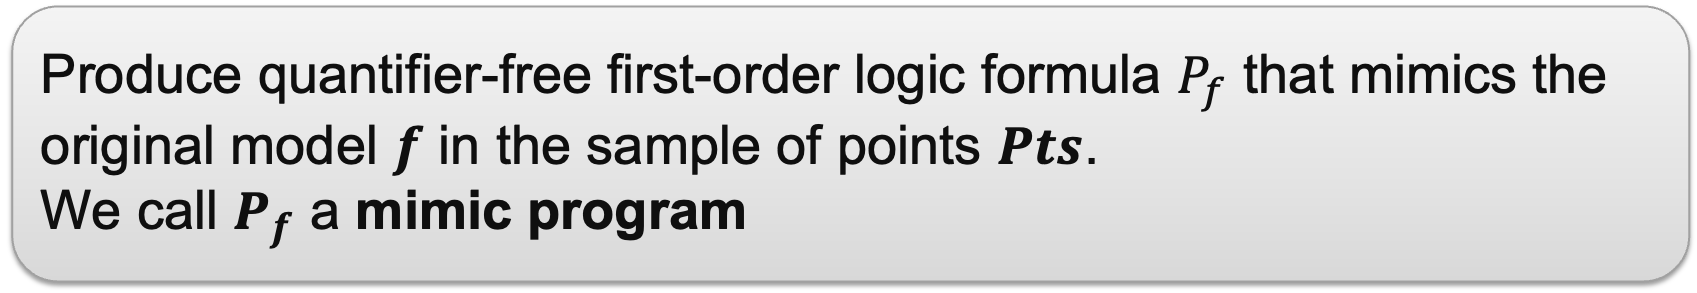 Produce quantifier-free first-order logic formula P_f that mimics the
original model f in the sample of points Pts.
We call P_f a mimic program